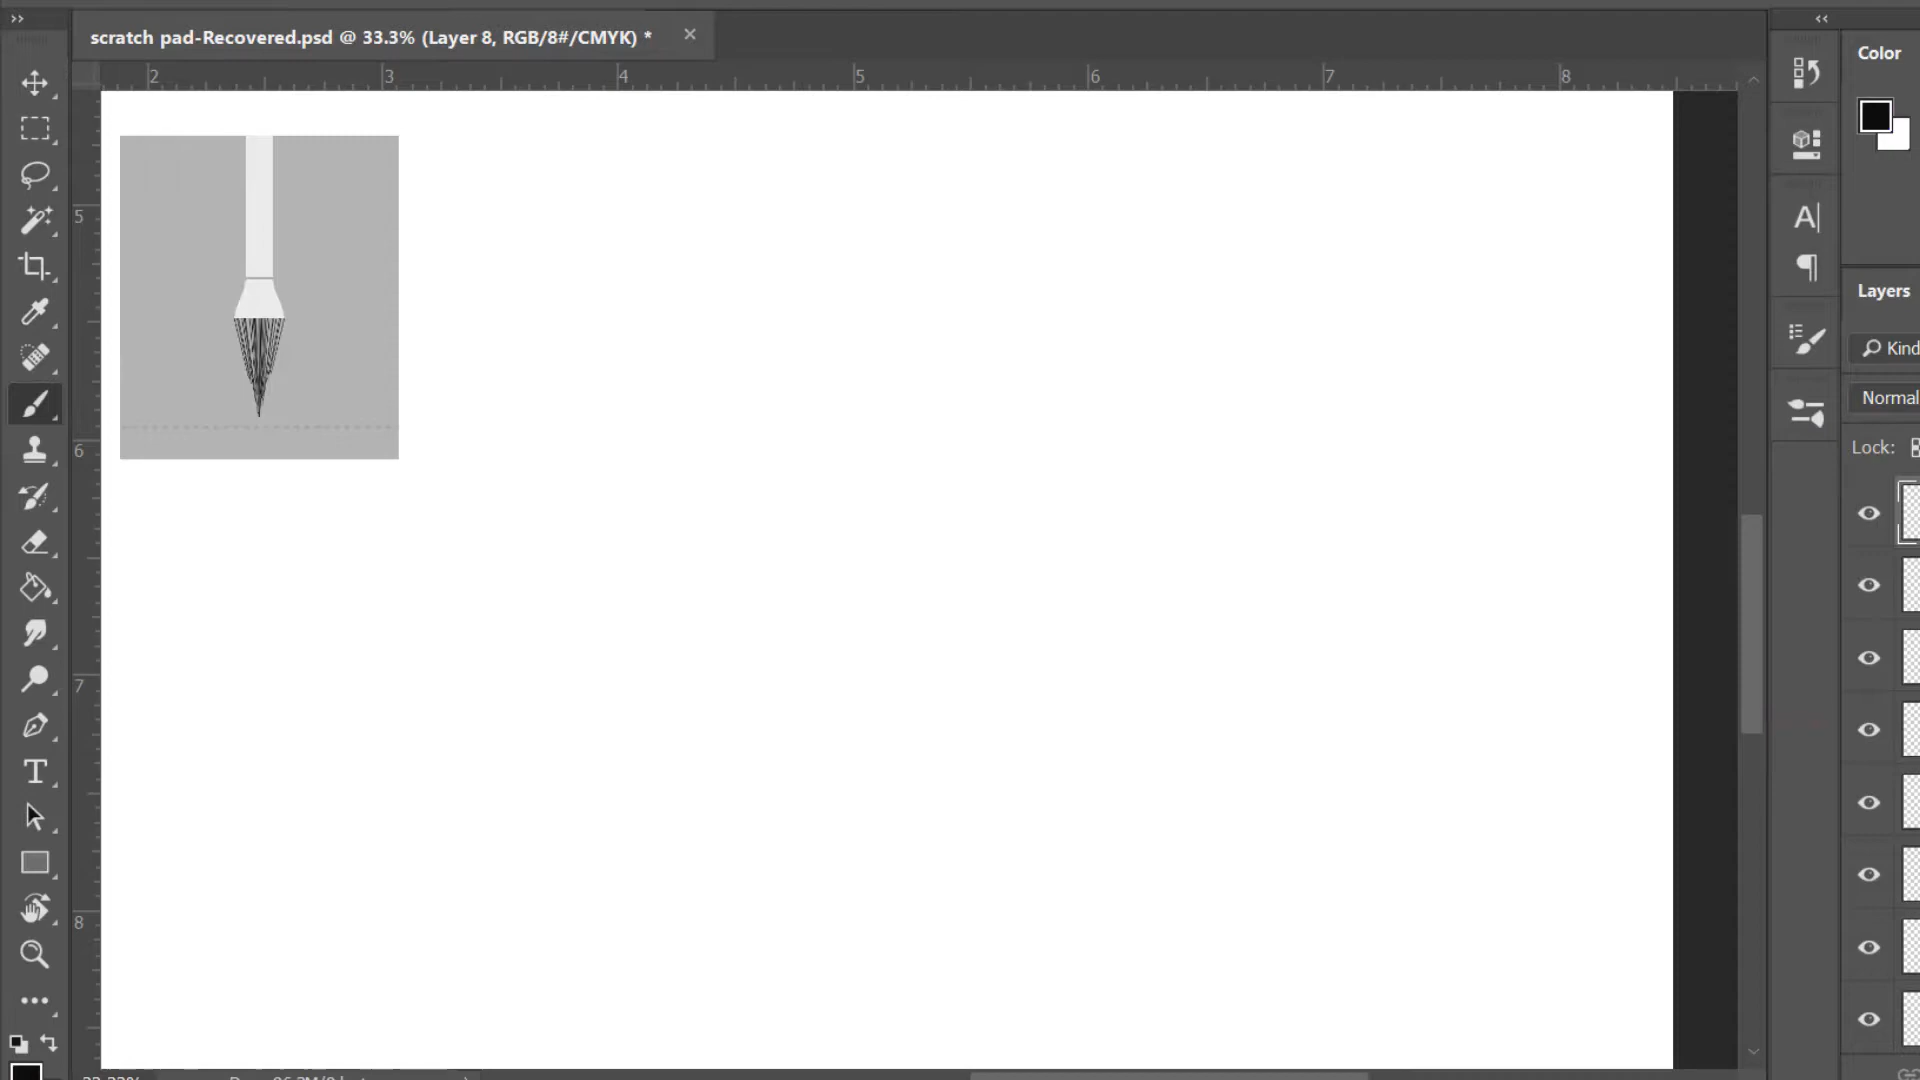 scratch pad-Recovered.psd @ 33.3% (Layer 8, RGB/8#/CMYK) *
2 3 4 5 6 7 8
Color
5
6
7
8
Layers
Kind
Normal
Lock: